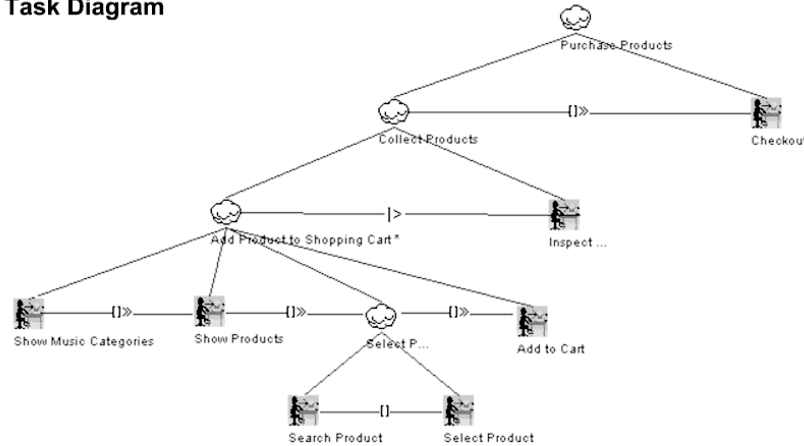 Task Diagram
Purchase Products
[]»
Collect Products
Checkout
|>
Add Product to Shopping Cart*
Inspect ...
[]»
[]»
[]»
Show Music Categories
Show Products
Select P...
Add to Cart
[]
Search Product
Select Product